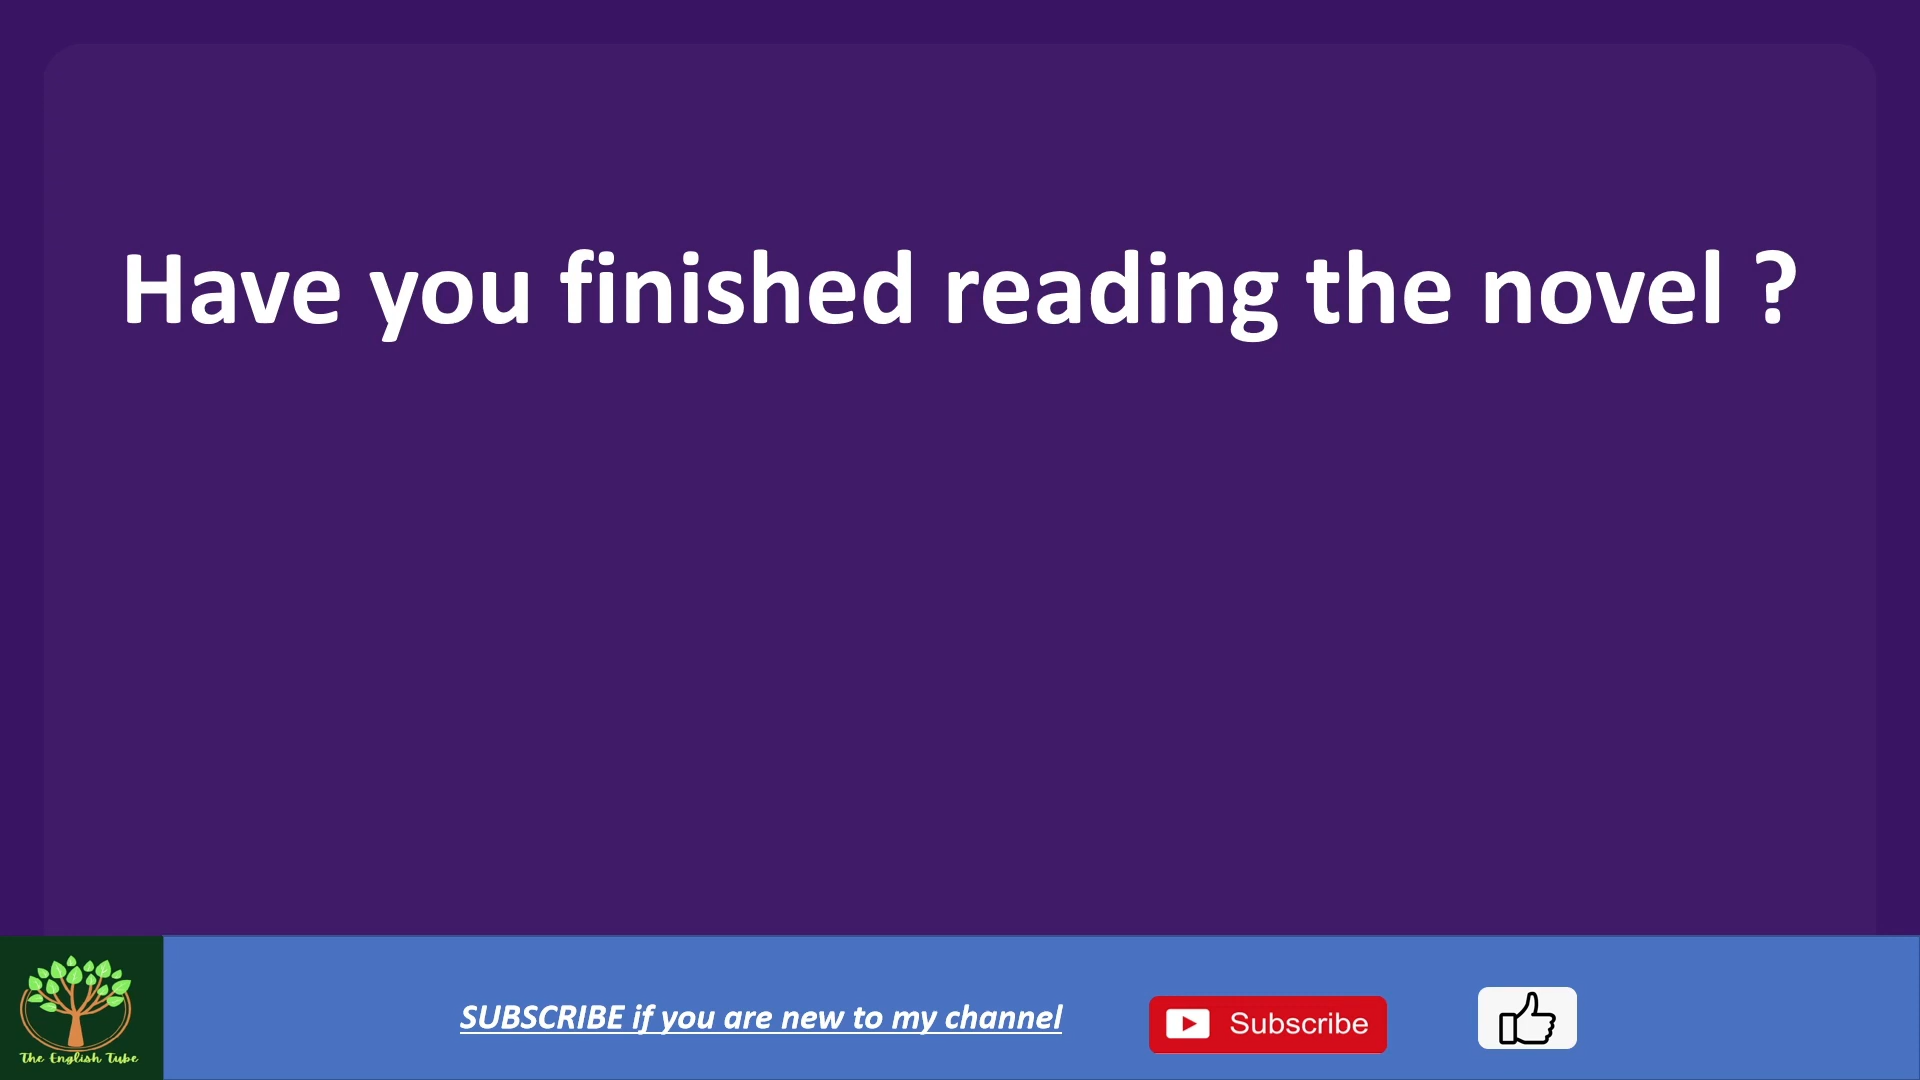 Have you finished reading the novel ?
SUBSCRIBE if you are new to my channel
Subscribe
The English Tube